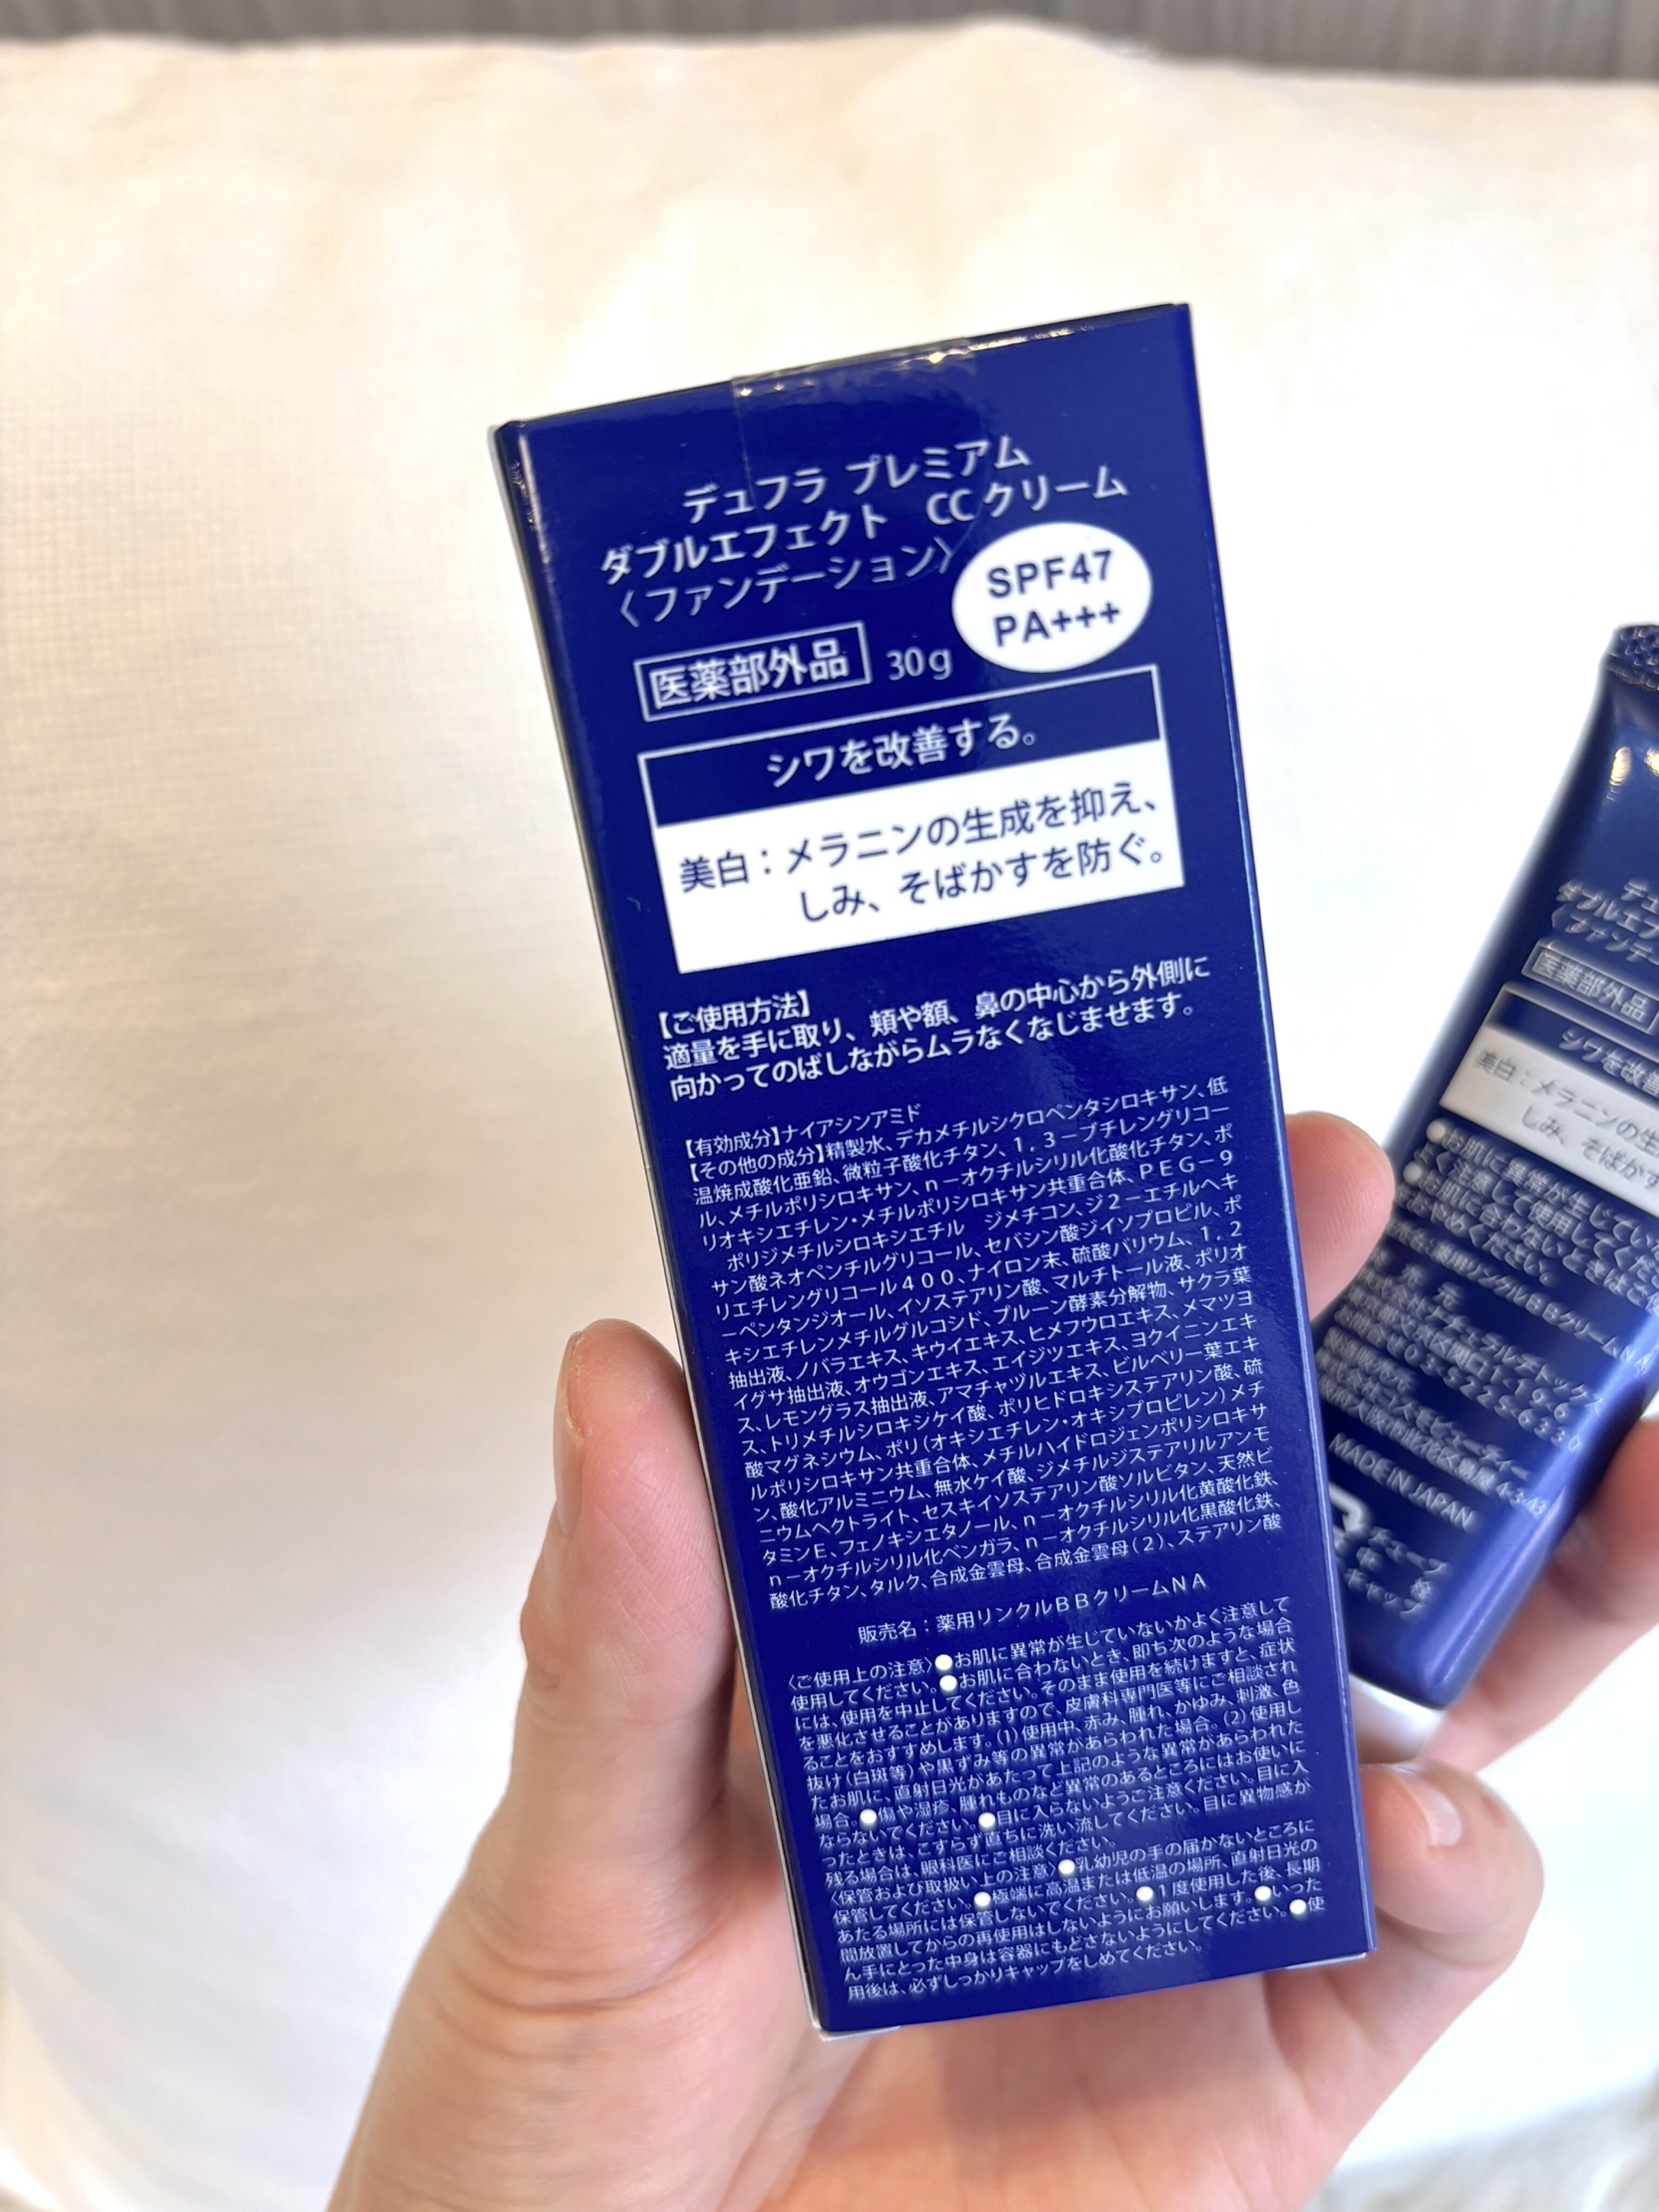 デュフラ プレミアム
ダブルエフェクト CCクリーム
〈ファンデーション〉
SPF47
PA+++
医薬部外品 30g
シワを改善する。
美白：メラニンの生成を抑え、
しみ、そばかすを防ぐ。
【ご使用方法】
適量を手に取り、頬や額、鼻の中心から外側に
向かってのばしながらムラなくなじませます。
【有効成分】ナイアシンアミド
【その他の成分】精製水、デカメチルシクロペンタシロキサン、低
温焼成酸化亜鉛、微粒子酸化チタン、1，3－ブチレングリコー
ル、メチルポリシロキサン、n－オクチルシリル化酸化チタン、ポ
リオキシエチレン・メチルポリシロキサン共重合体、PEG－9
ポリジメチルシロキシエチル ジメチコン、ジ2－エチルヘキ
サン酸ネオペンチルグリコール、セバシン酸ジイソプロピル、ポ
リエチレングリコール400、ナイロン末、硫酸バリウム、1，2
－ペンタンジオール、イソステアリン酸、マルチトール液、ポリオ
キシエチレンメチルグルコシド、プルーン酵素分解物、サクラ葉
抽出液、ノバラエキス、キウイエキス、ヒメフウロエキス、メマツヨ
イグサ抽出液、オウゴンエキス、エイジツエキス、ヨクイニンエキ
ス、レモングラス抽出液、アマチャヅルエキス、ビルベリー葉エキ
ス、トリメチルシロキシケイ酸、ポリヒドロキシステアリン酸、硫
酸マグネシウム、ポリ（オキシエチレン・オキシプロピレン）メチ
ルポリシロキサン共重合体、メチルハイドロジェンポリシロキサ
ン、酸化アルミニウム、無水ケイ酸、ジメチルジステアリルアンモ
ニウムヘクトライト、セスキイソステアリン酸ソルビタン、天然ビ
タミンE、フェノキシエタノール、n－オクチルシリル化黄酸化鉄、
n－オクチルシリル化ベンガラ、n－オクチルシリル化黒酸化鉄、
酸化チタン、タルク、合成金雲母、合成金雲母（2）、ステアリン酸
販売名：薬用リンクルBBクリームNA
〈ご使用上の注意〉●お肌に異常が生じていないかよく注意して
使用してください。●お肌に合わないとき、即ち次のような場合
には、使用を中止してください。そのまま使用を続けますと、症状
を悪化させることがありますので、皮膚科専門医等にご相談され
ることをおすすめします。(1)使用中、赤み、腫れ、かゆみ、刺激、色
抜け（白斑等）や黒ずみ等の異常があらわれた場合。(2)使用し
たお肌に、直射日光があたって上記のような異常があらわれた
場合。●傷や湿疹、腫れものなど異常のあるところにはお使いに
ならないでください。●目に入らないようご注意ください。目に入
ったときは、こすらず直ちに洗い流してください。目に異物感が
残る場合は、眼科医にご相談ください。
〈保管および取扱い上の注意〉●乳幼児の手の届かないところに
保管してください。●極端に高温または低温の場所、直射日光の
あたる場所には保管しないでください。●1度使用した後、長期
間放置してからの再使用はしないようにお願いします。●いった
ん手にとった中身は容器にもどさないようにしてください。●使
用後は、必ずしっかりキャップをしめてください。
デュ
ダブルエフ
〈ファンデー
医薬部外品
シワを改善
美白：メラニンの生
しみ、そばかす
●お肌に異常が生じてい
よく注意して使用してくだ
●お肌に合わないときは
おやめください。
MADE IN JAPAN
チューブ
キャップ